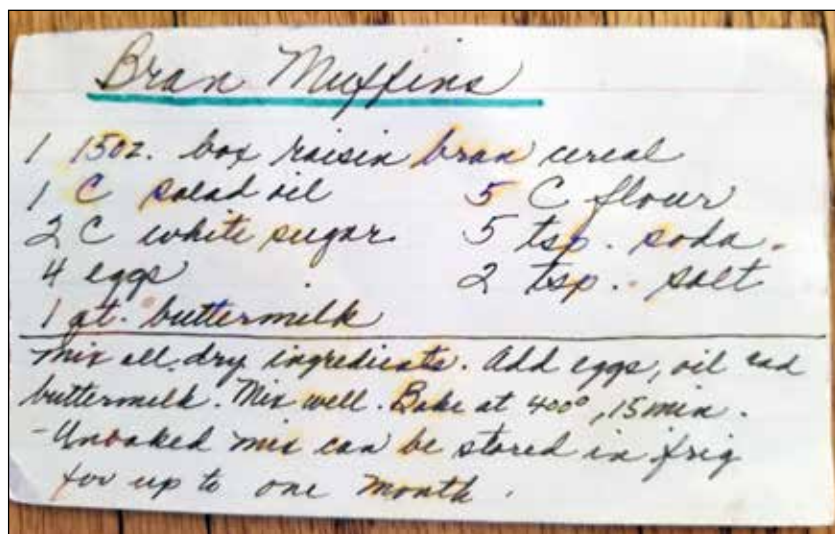 Bran Muffins
1 15oz. box raisin bran cereal
1 C salad oil 5 C flour
2 C white sugar 5 tsp. soda.
4 eggs 2 tsp. salt
1 qt. buttermilk
mix all dry ingredients. Add eggs, oil and
buttermilk. Mix well. Bake at 400°, 15 min.
-Unbaked mix can be stored in frig
for up to one month.